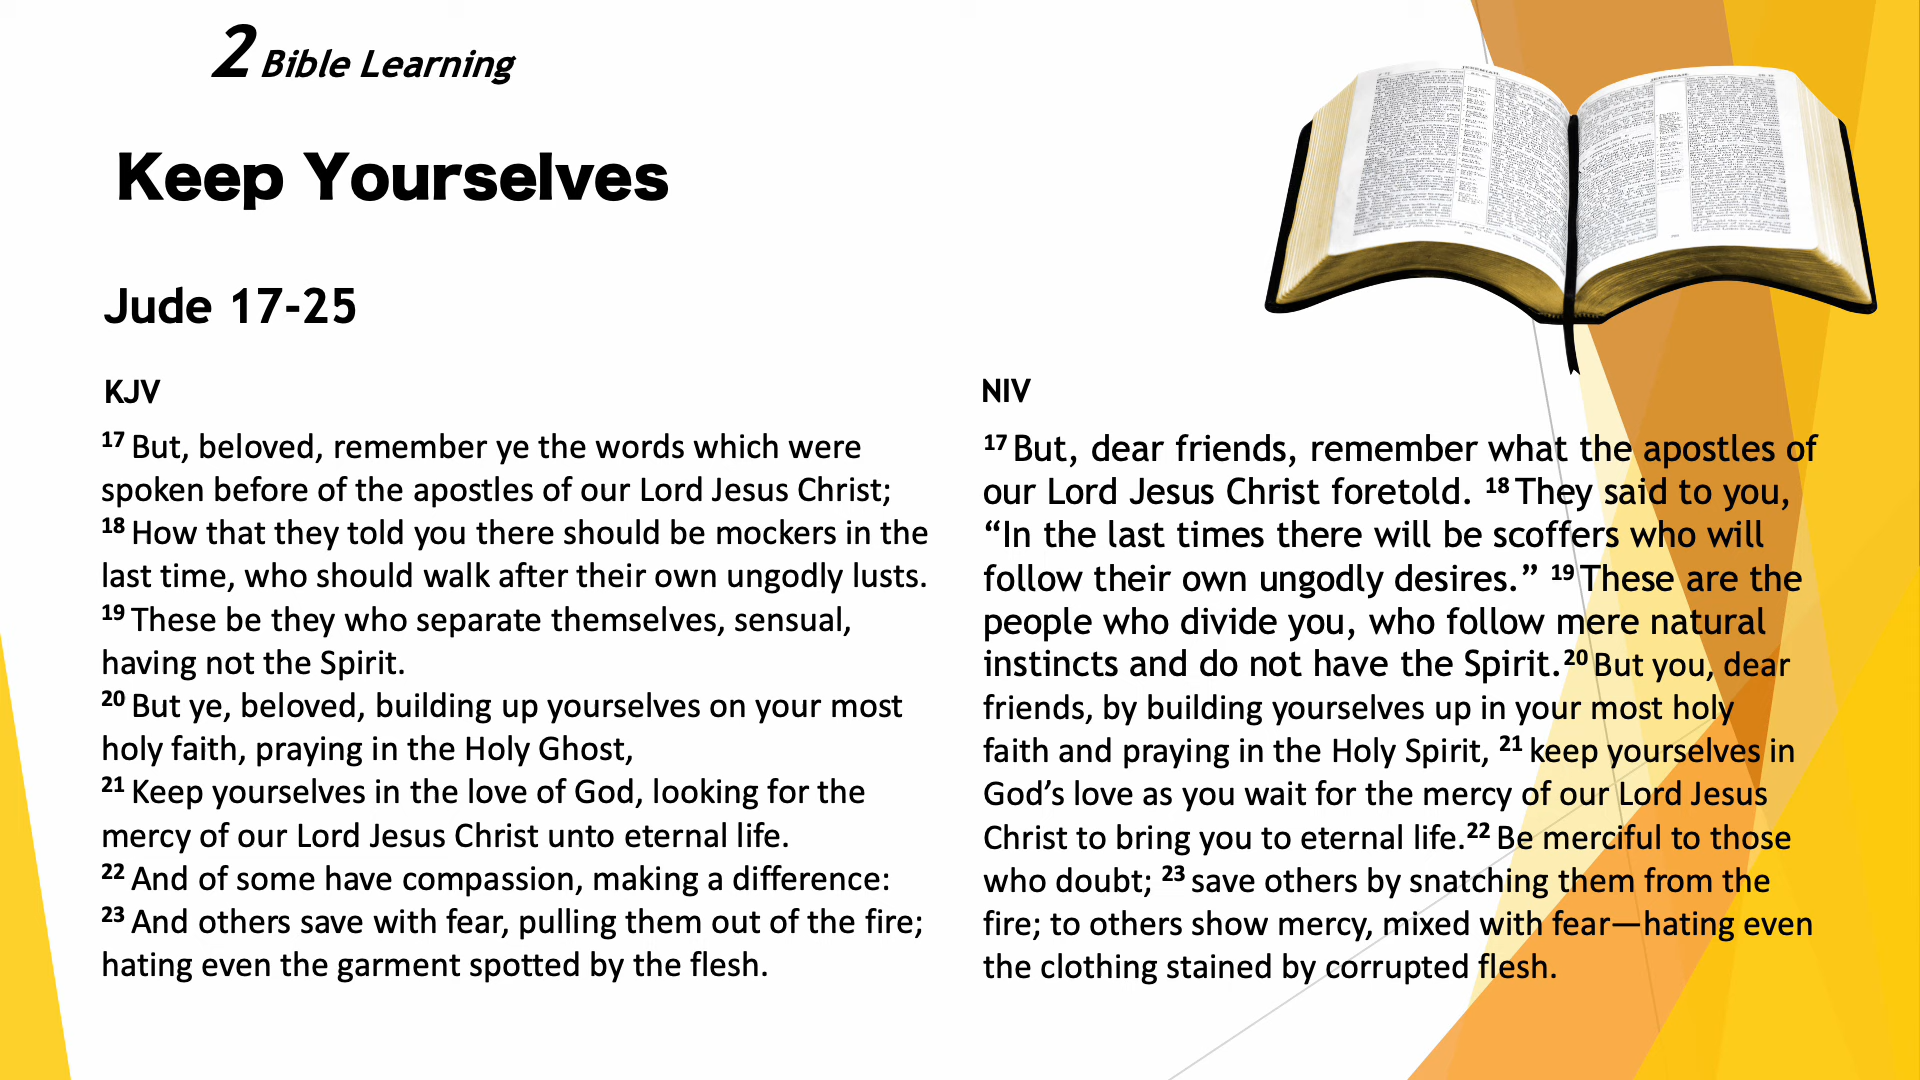 2 Bible Learning
Keep Yourselves
Jude 17-25
KJV
17 But, beloved, remember ye the words which were
spoken before of the apostles of our Lord Jesus Christ;
18 How that they told you there should be mockers in the
last time, who should walk after their own ungodly lusts.
19 These be they who separate themselves, sensual,
having not the Spirit.
20 But ye, beloved, building up yourselves on your most
holy faith, praying in the Holy Ghost,
21 Keep yourselves in the love of God, looking for the
mercy of our Lord Jesus Christ unto eternal life.
22 And of some have compassion, making a difference:
23 And others save with fear, pulling them out of the fire;
hating even the garment spotted by the flesh.
NIV
17 But, dear friends, remember what the apostles of
our Lord Jesus Christ foretold. 18 They said to you,
“In the last times there will be scoffers who will
follow their own ungodly desires.” 19 These are the
people who divide you, who follow mere natural
instincts and do not have the Spirit.20 But you, dear
friends, by building yourselves up in your most holy
faith and praying in the Holy Spirit, 21 keep yourselves in
God’s love as you wait for the mercy of our Lord Jesus
Christ to bring you to eternal life.22 Be merciful to those
who doubt; 23 save others by snatching them from the
fire; to others show mercy, mixed with fear—hating even
the clothing stained by corrupted flesh.
JEREMIAH
JEREMIAH